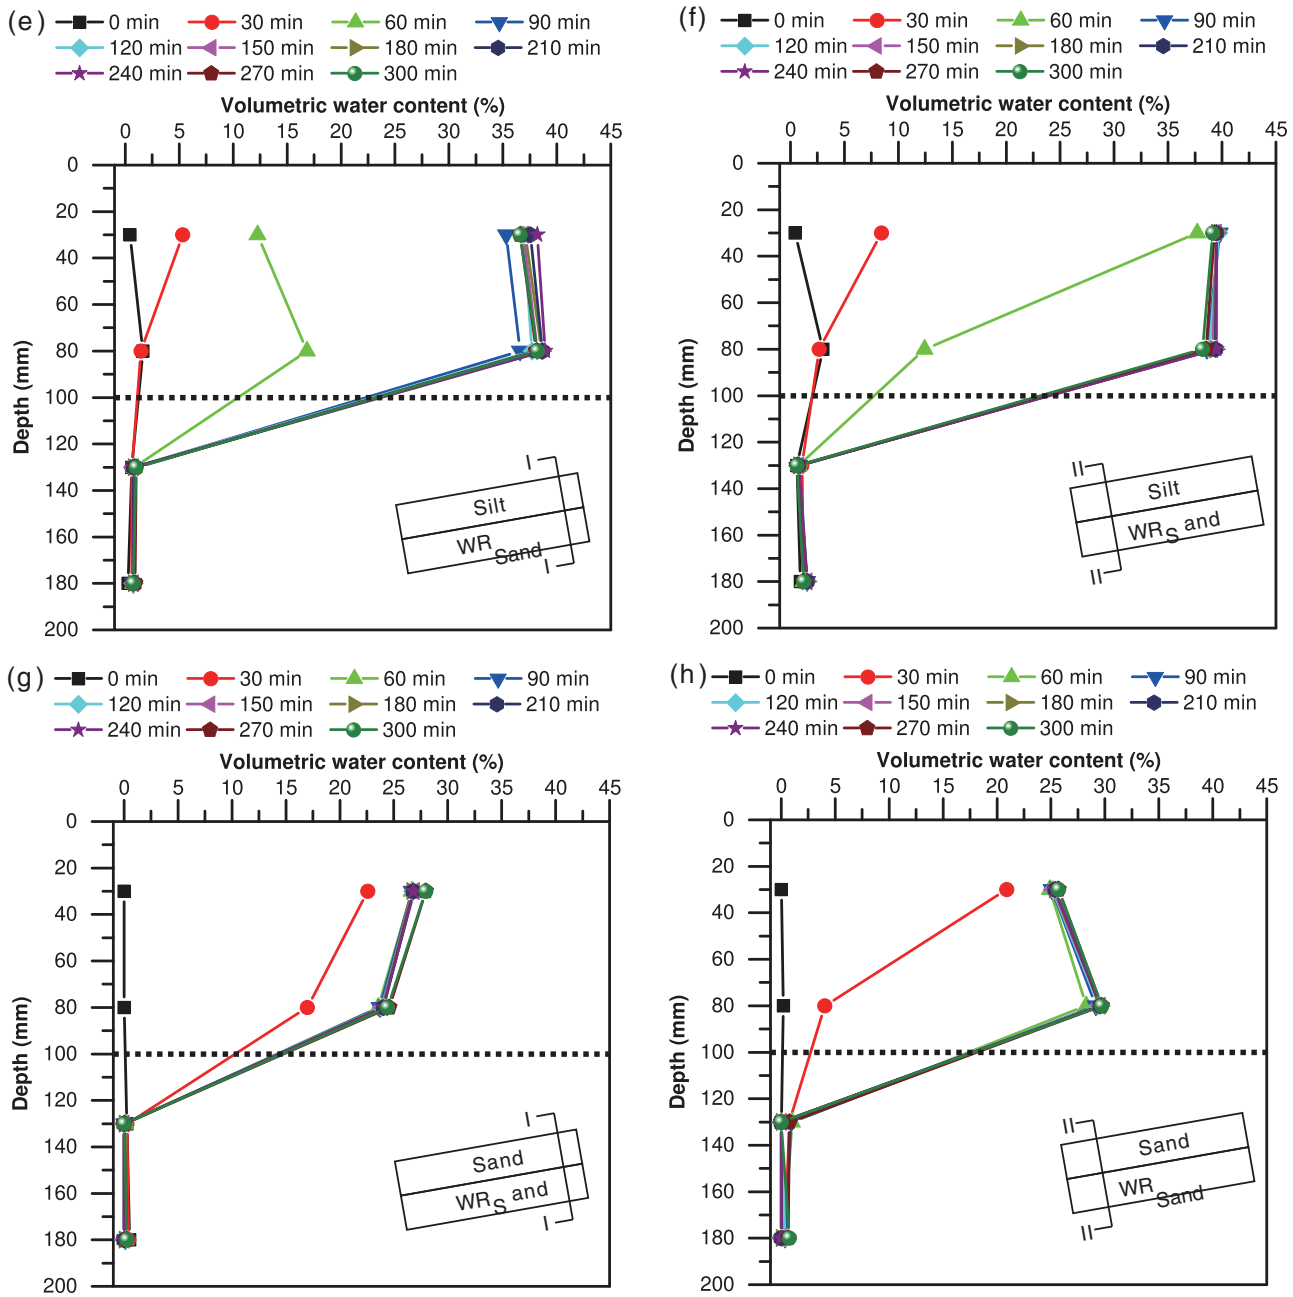 (e)
0 min 30 min 60 min 90 min
120 min 150 min 180 min 210 min
240 min 270 min 300 min
Volumetric water content (%)
0 5 10 15 20 25 30 35 40 45
Depth (mm)
0
20
40
60
80
100
120
140
160
180
200
I
Silt
WR Sand
I
(f)
0 min 30 min 60 min 90 min
120 min 150 min 180 min 210 min
240 min 270 min 300 min
Volumetric water content (%)
0 5 10 15 20 25 30 35 40 45
Depth (mm)
0
20
40
60
80
100
120
140
160
180
200
II
Silt
WR S and
II
(g)
0 min 30 min 60 min 90 min
120 min 150 min 180 min 210 min
240 min 270 min 300 min
Volumetric water content (%)
0 5 10 15 20 25 30 35 40 45
Depth (mm)
0
20
40
60
80
100
120
140
160
180
200
I
Sand
WR S and
I
(h)
0 min 30 min 60 min 90 min
120 min 150 min 180 min 210 min
240 min 270 min 300 min
Volumetric water content (%)
0 5 10 15 20 25 30 35 40 45
Depth (mm)
0
20
40
60
80
100
120
140
160
180
200
II
Sand
WR Sand
II